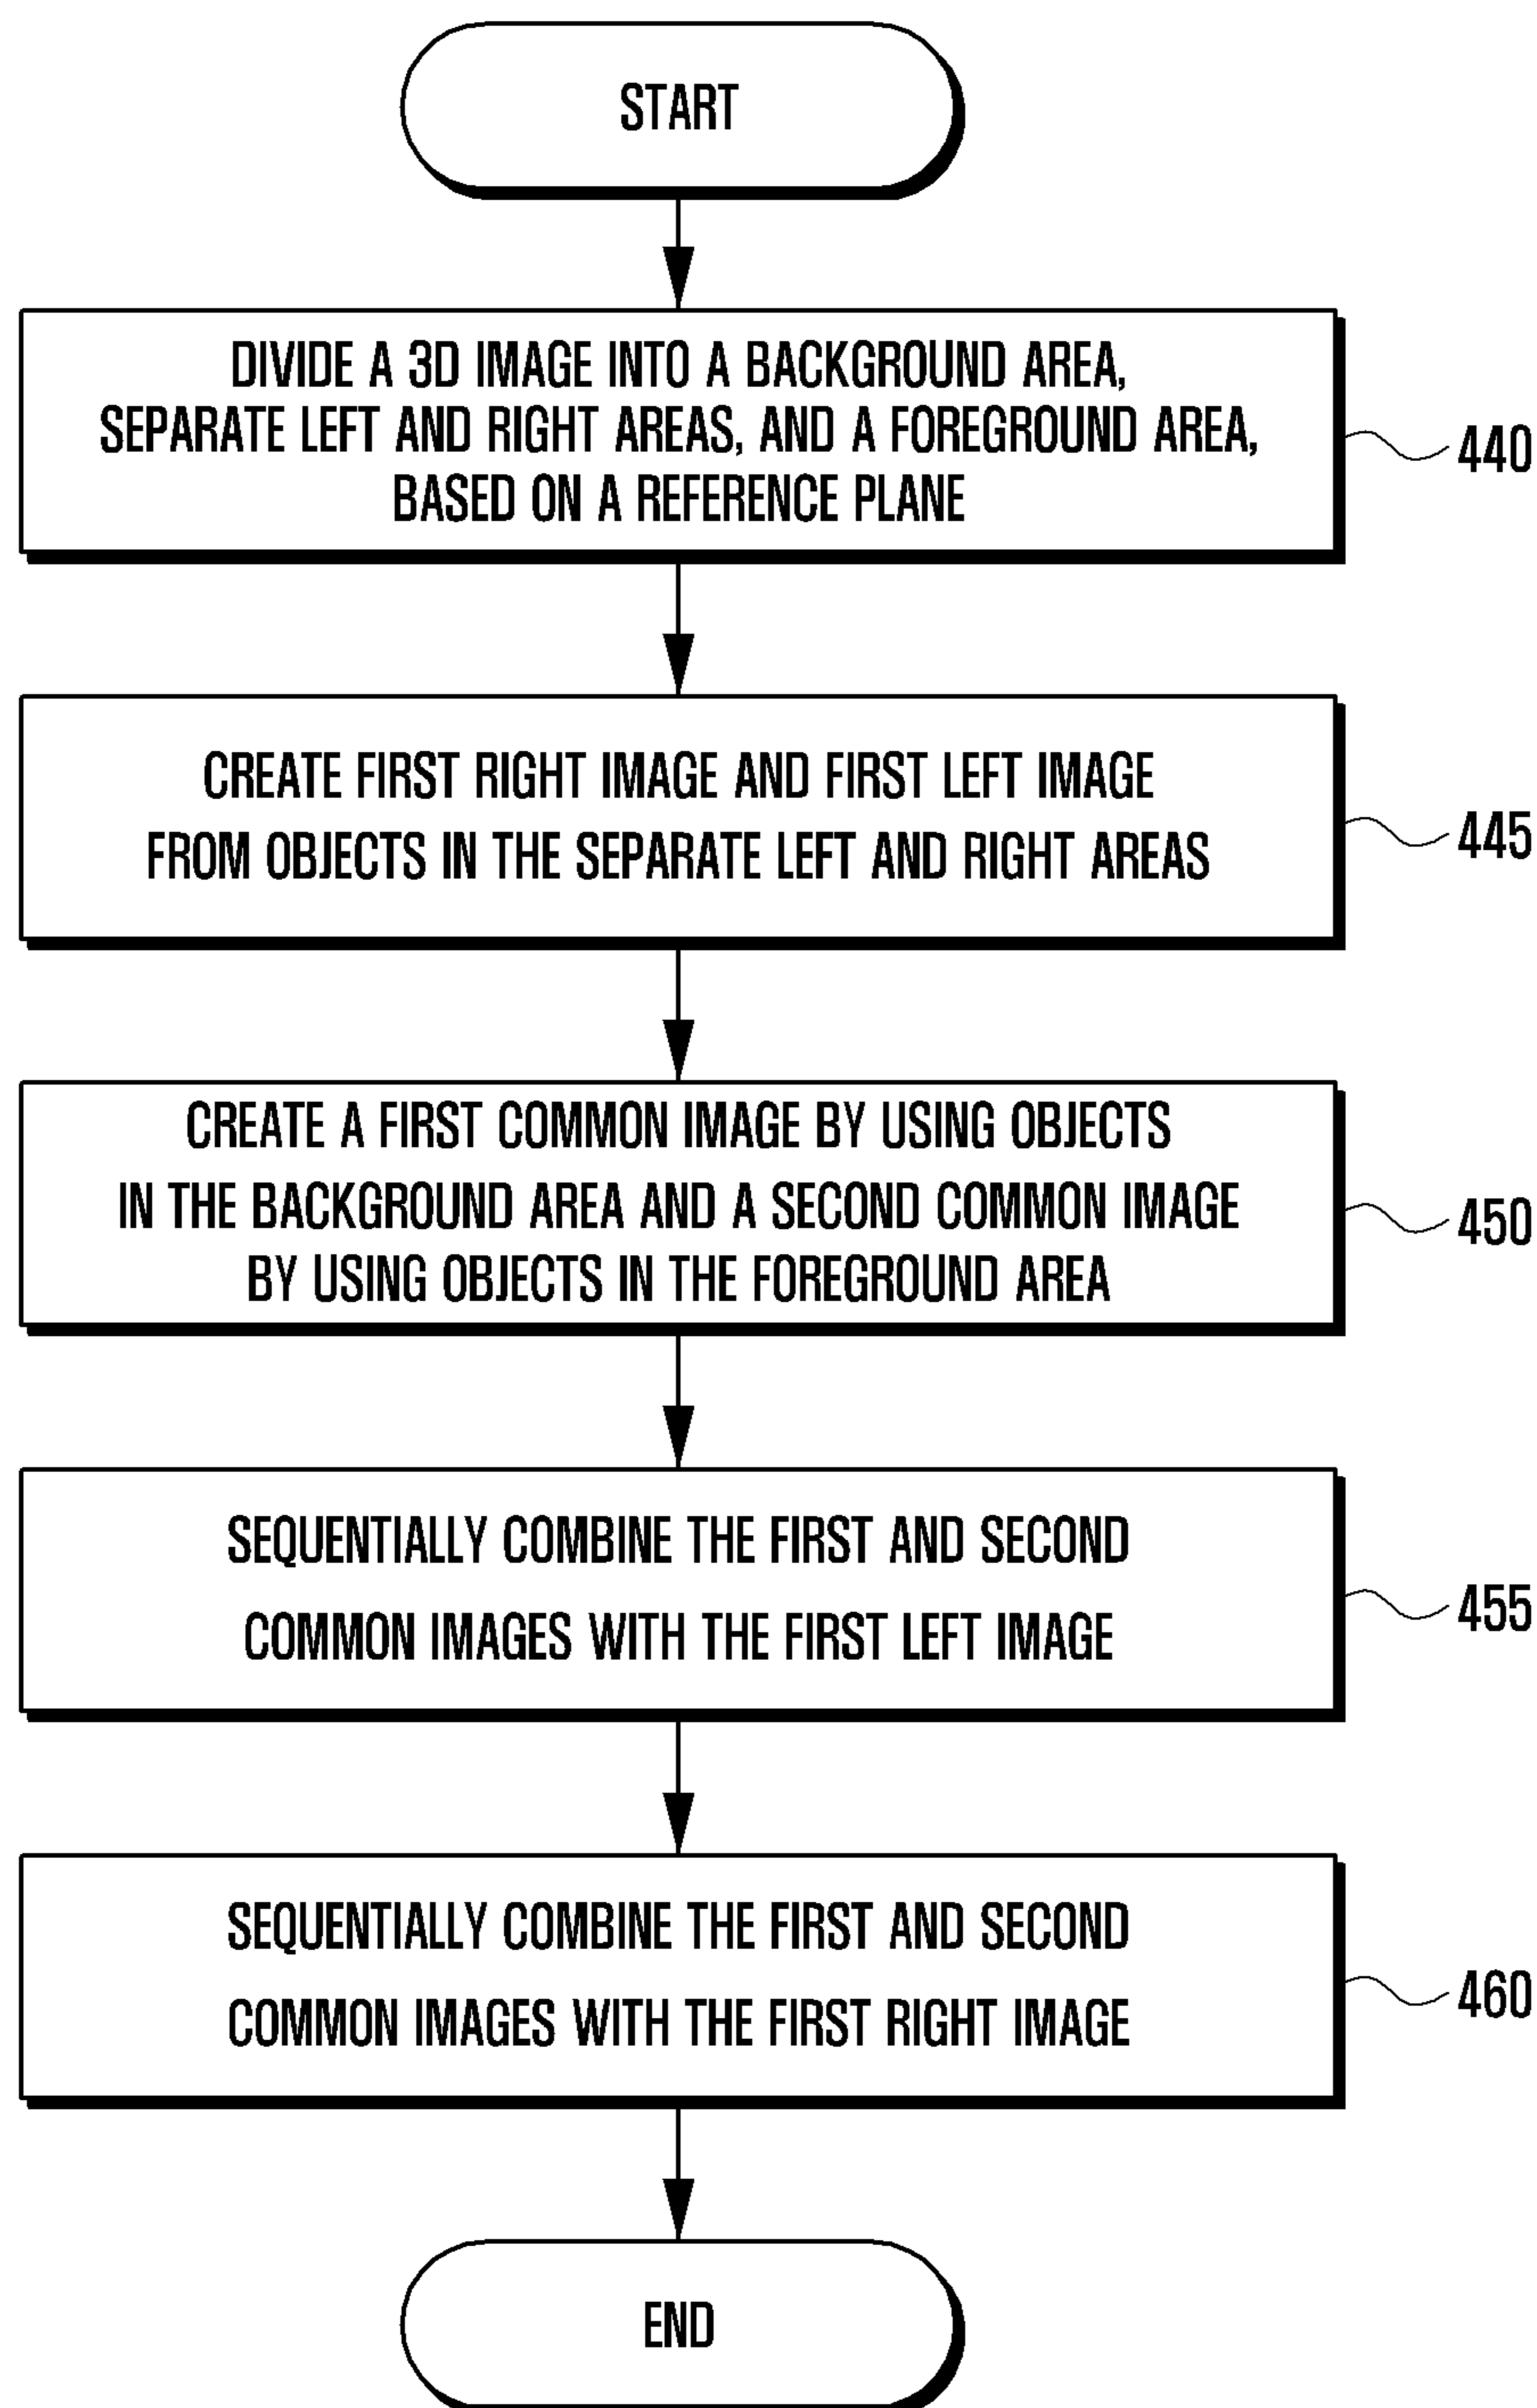 START
DIVIDE A 3D IMAGE INTO A BACKGROUND AREA,
SEPARATE LEFT AND RIGHT AREAS, AND A FOREGROUND AREA,
BASED ON A REFERENCE PLANE
440
CREATE FIRST RIGHT IMAGE AND FIRST LEFT IMAGE
FROM OBJECTS IN THE SEPARATE LEFT AND RIGHT AREAS
445
CREATE A FIRST COMMON IMAGE BY USING OBJECTS
IN THE BACKGROUND AREA AND A SECOND COMMON IMAGE
BY USING OBJECTS IN THE FOREGROUND AREA
450
SEQUENTIALLY COMBINE THE FIRST AND SECOND
COMMON IMAGES WITH THE FIRST LEFT IMAGE
455
SEQUENTIALLY COMBINE THE FIRST AND SECOND
COMMON IMAGES WITH THE FIRST RIGHT IMAGE
460
END